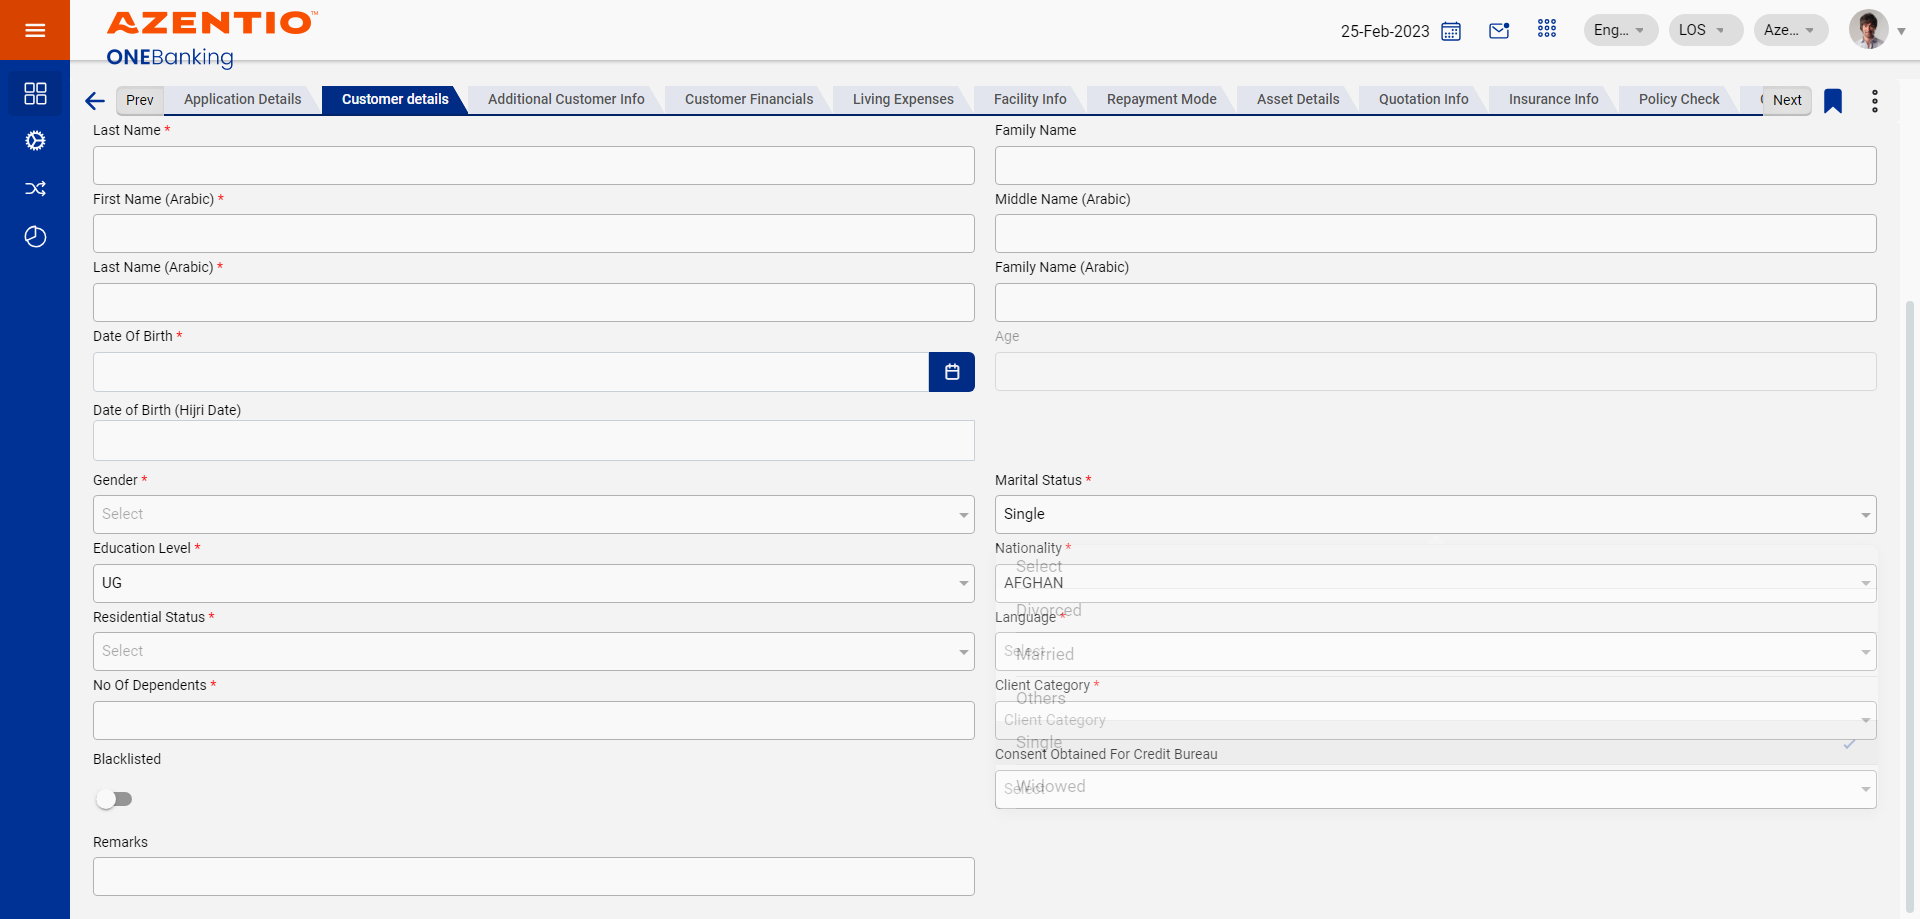 AZENTIO™
ONEBanking
25-Feb-2023
Eng...
LOS
Aze...
Prev
Application Details
Customer details
Additional Customer Info
Customer Financials
Living Expenses
Facility Info
Repayment Mode
Asset Details
Quotation Info
Insurance Info
Policy Check
Next
Last Name *
Family Name
First Name (Arabic) *
Middle Name (Arabic)
Last Name (Arabic) *
Family Name (Arabic)
Date Of Birth *
Age
Date of Birth (Hijri Date)
Gender *
Marital Status *
Select
Single
Education Level *
Nationality *
Select
UG
AFGHAN
Divorced
Residential Status *
Language *
Select
Select
Married
No Of Dependents *
Client Category *
Others
Client Category
Single
Blacklisted
Consent Obtained For Credit Bureau
Select
Widowed
Remarks